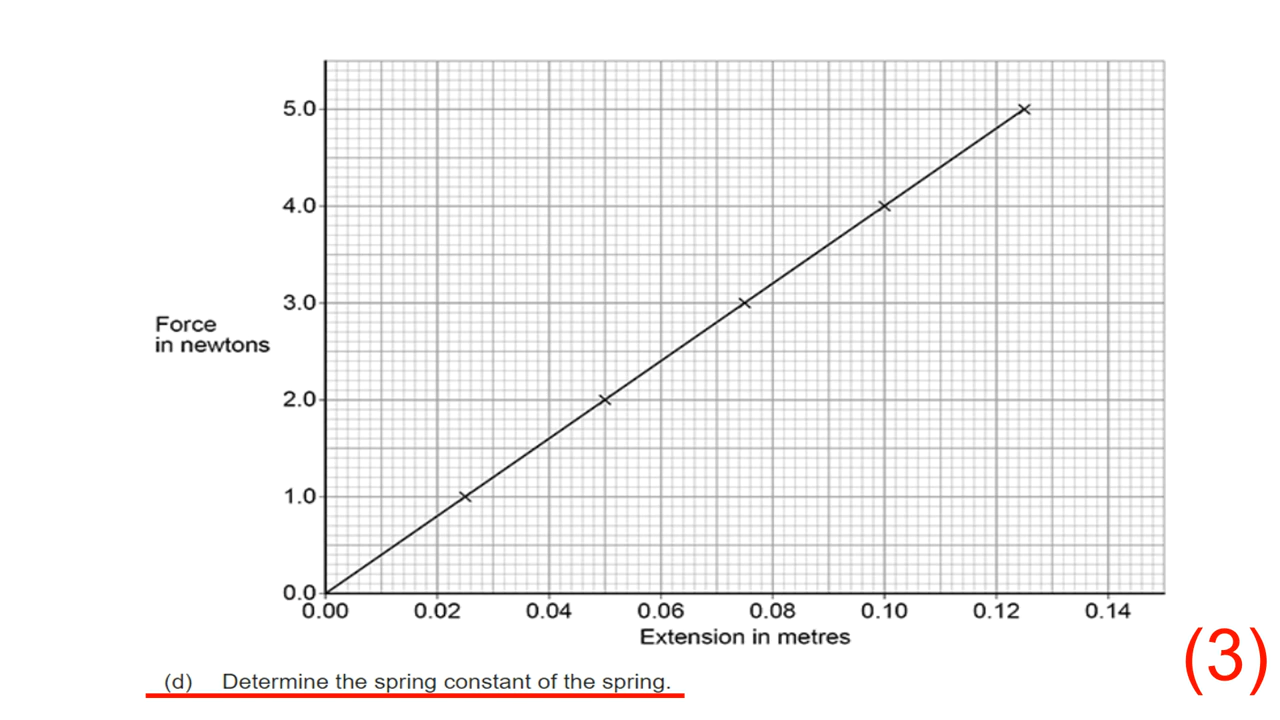 5.0
4.0
3.0
Force
in newtons
2.0
1.0
0.0
0.00 0.02 0.04 0.06 0.08 0.10 0.12 0.14
Extension in metres
(3)
(d) Determine the spring constant of the spring.